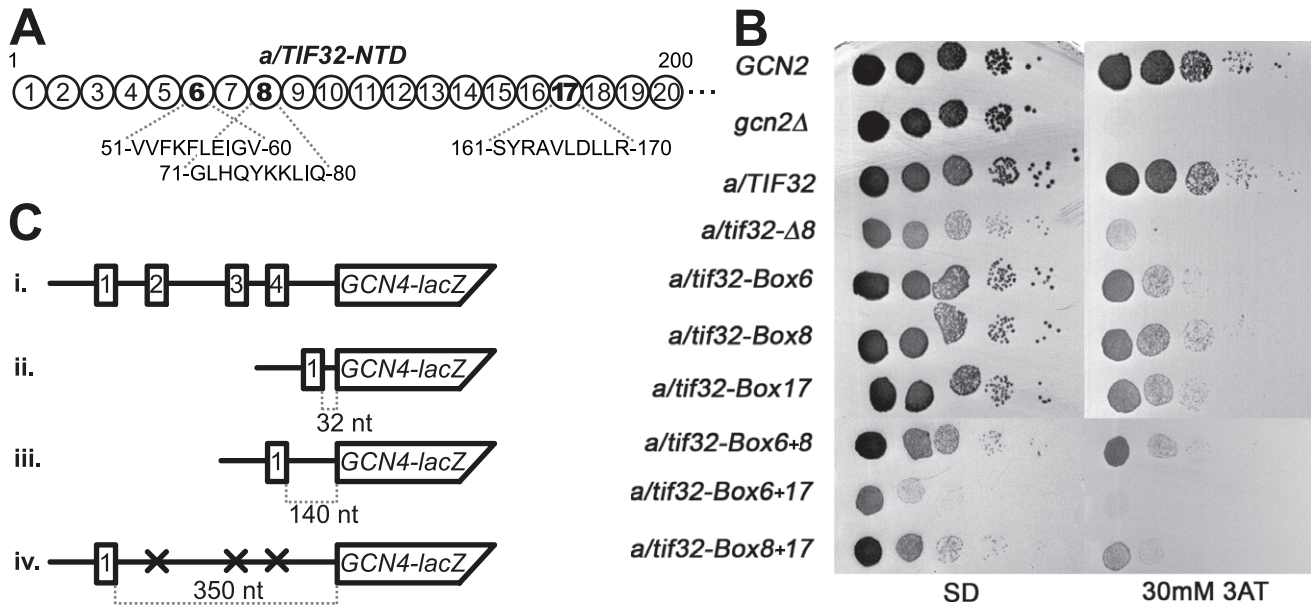 A
a/TIF32-NTD
1 200
1 2 3 4 5 6 7 8 9 10 11 12 13 14 15 16 17 18 19 20 ...
51-VVFKFLEIGV-60 161-SYRAVLDLLR-170
71-GLHQYKKLIQ-80
B
GCN2
gcn2Δ
a/TIF32
a/tif32-Δ8
a/tif32-Box6
a/tif32-Box8
a/tif32-Box17
a/tif32-Box6+8
a/tif32-Box6+17
a/tif32-Box8+17
SD 30mM 3AT
C
i. 1 2 3 4 GCN4-lacZ
ii. 1 GCN4-lacZ
32 nt
iii. 1 GCN4-lacZ
140 nt
iv. 1 GCN4-lacZ
350 nt